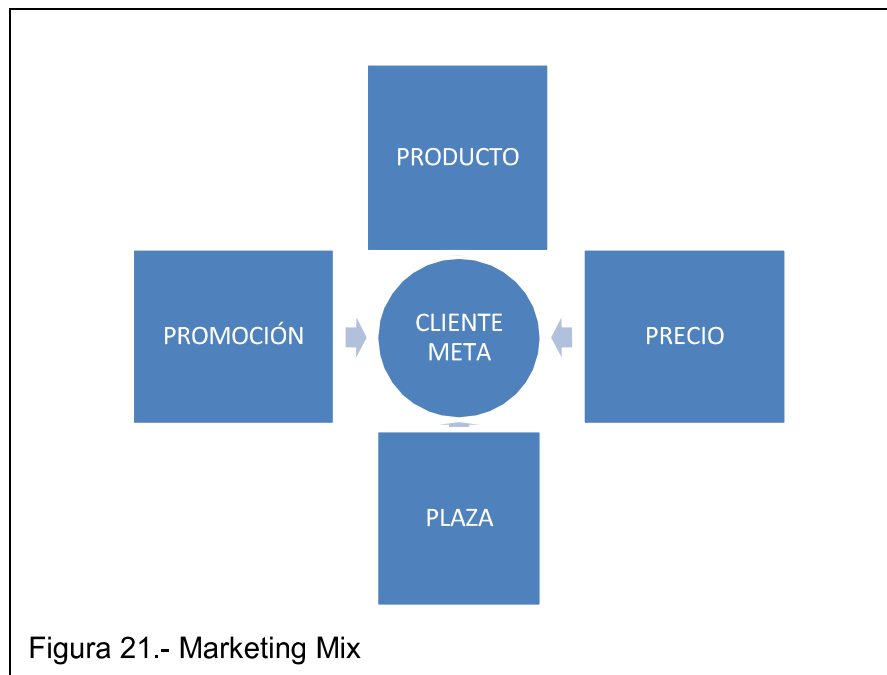 PRODUCTO
PROMOCIÓN
CLIENTE
META
PRECIO
PLAZA
Figura 21.- Marketing Mix